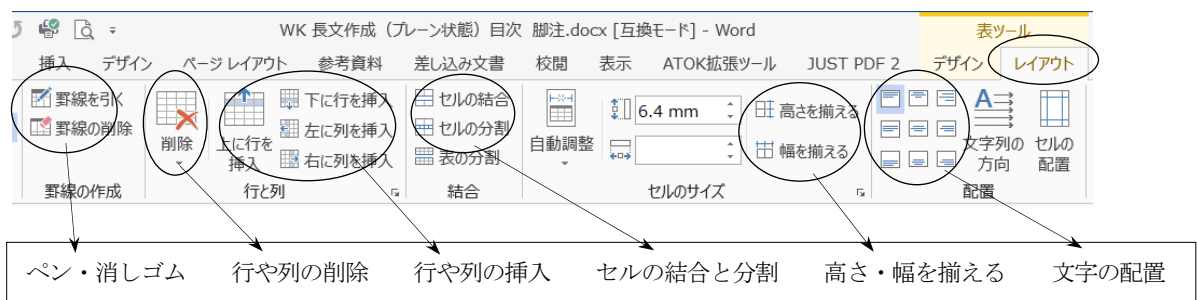 WK 長文作成（プレーン状態）目次 脚注.docx [互換モード] - Word
表ツール
挿入 デザイン ページ レイアウト 参考資料 差し込み文書 校閲 表示 ATOK拡張ツール JUST PDF 2 デザイン レイアウト
罫線を引く
罫線の削除
罫線の作成
削除
上に行を
挿入
下に行を挿入
左に列を挿入
右に列を挿入
行と列
セルの結合
セルの分割
表の分割
結合
自動調整
6.4 mm
高さを揃える
幅を揃える
セルのサイズ
文字列の
方向
セルの
配置
配置
ペン・消しゴム 行や列の削除 行や列の挿入 セルの結合と分割 高さ・幅を揃える 文字の配置